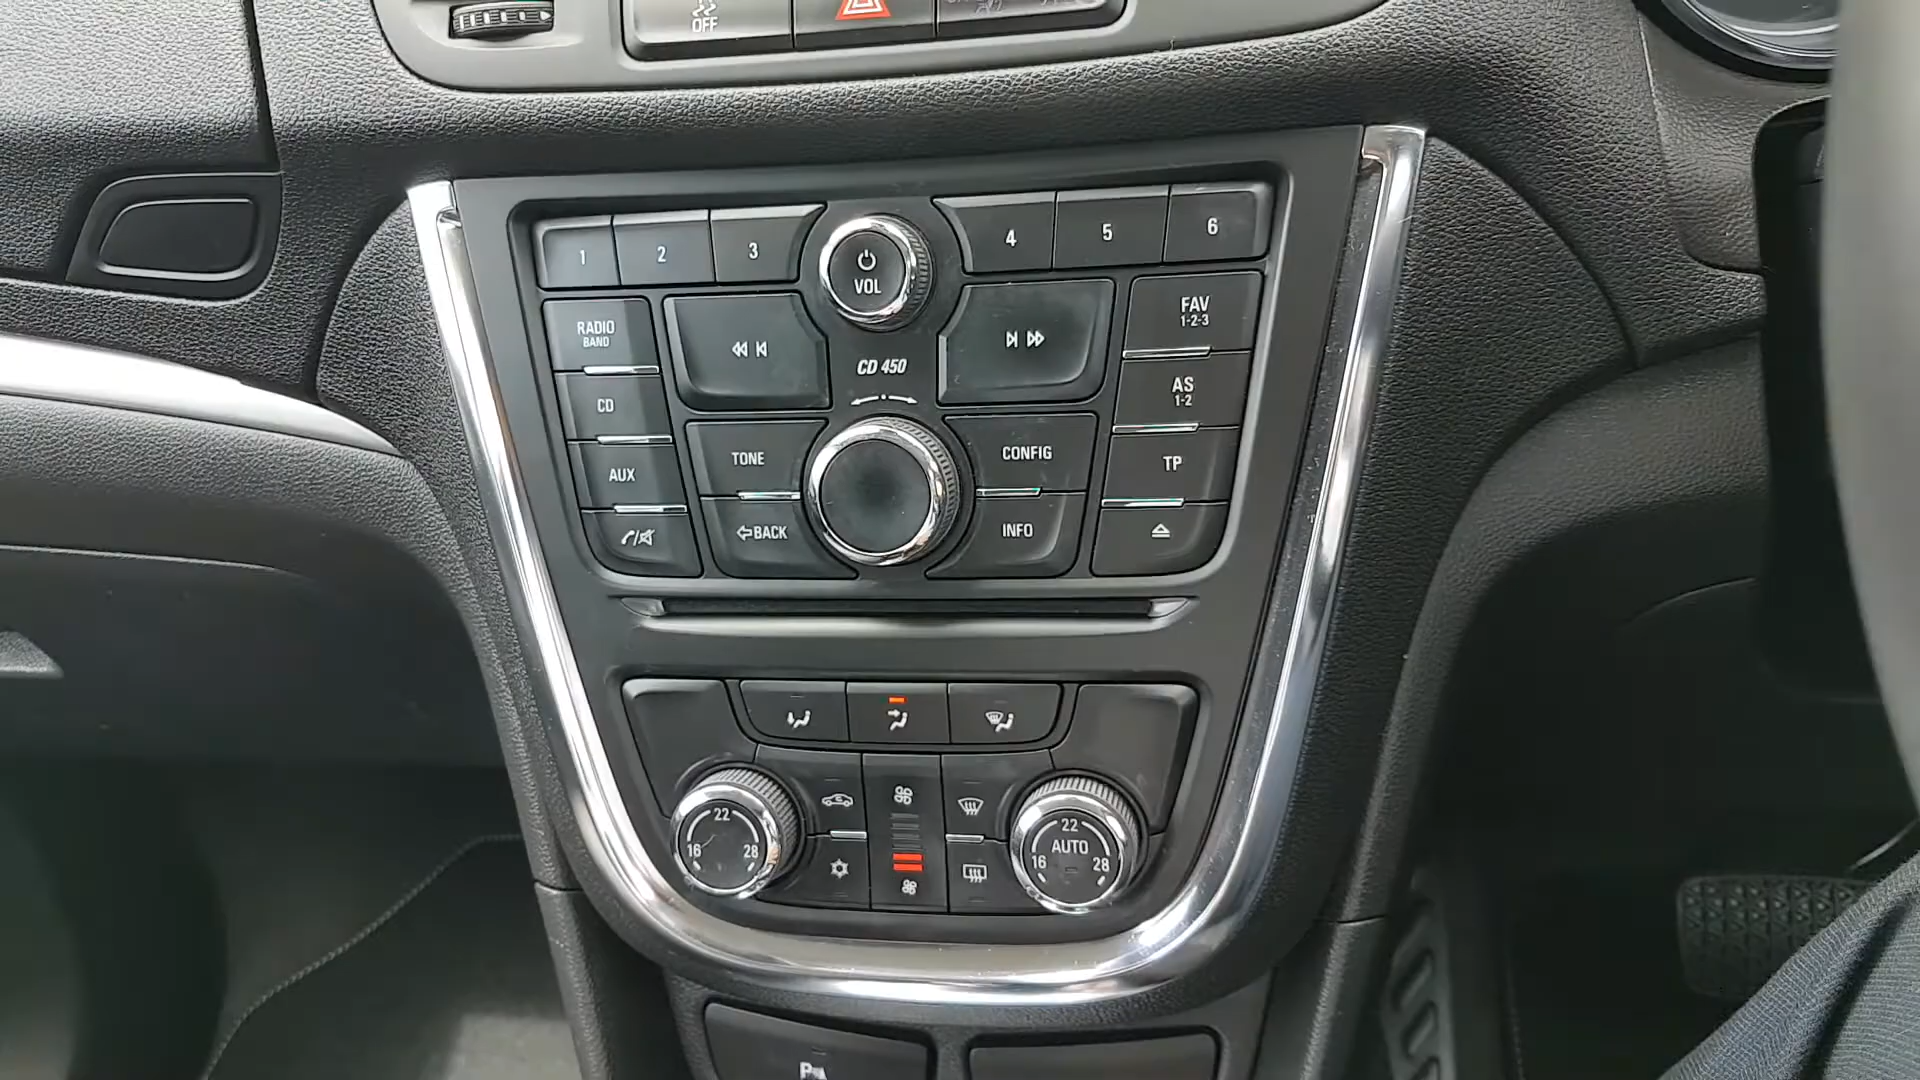 OFF
1
2
3
VOL
4
5
6
RADIO
BAND
FAV
1-2-3
CD 450
AS
1-2
CD
TONE
CONFIG
TP
AUX
BACK
INFO
22
16
28
22
AUTO
16
28
P